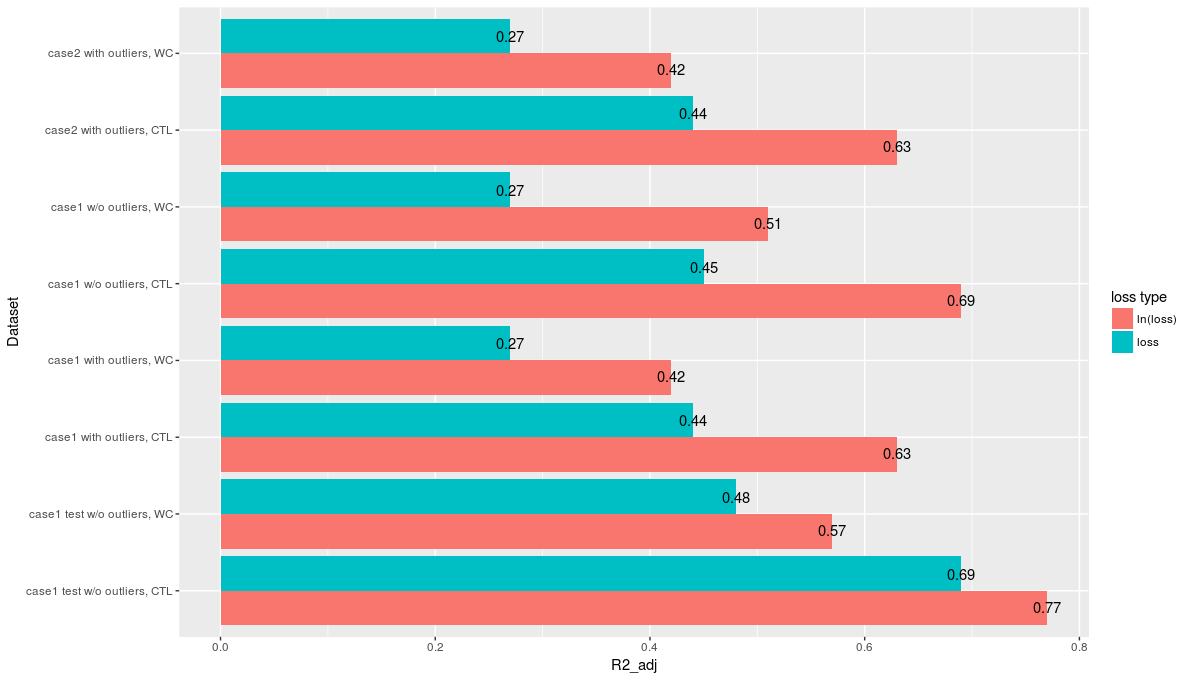 case2 with outliers, WC
0.27
0.42
case2 with outliers, CTL
0.44
0.63
case1 w/o outliers, WC
0.27
0.51
case1 w/o outliers, CTL
0.45
0.69
case1 with outliers, WC
0.27
0.42
case1 with outliers, CTL
0.44
0.63
case1 test w/o outliers, WC
0.48
0.57
case1 test w/o outliers, CTL
0.69
0.77
Dataset
0.0 0.2 0.4 0.6 0.8
R2_adj
loss type
ln(loss)
loss